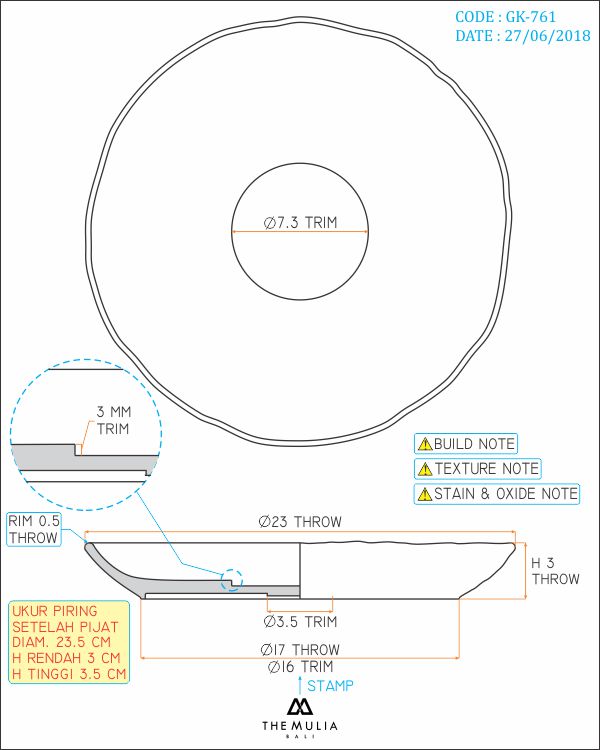 CODE : GK-761
DATE : 27/06/2018
Ø7.3 TRIM
3 MM
TRIM
BUILD NOTE
TEXTURE NOTE
STAIN & OXIDE NOTE
RIM 0.5
THROW
Ø23 THROW
H 3
THROW
Ø3.5 TRIM
UKUR PIRING
SETELAH PIJAT
DIAM. 23.5 CM
H RENDAH 3 CM
H TINGGI 3.5 CM
Ø17 THROW
Ø16 TRIM
STAMP
THE MULIA
BALI